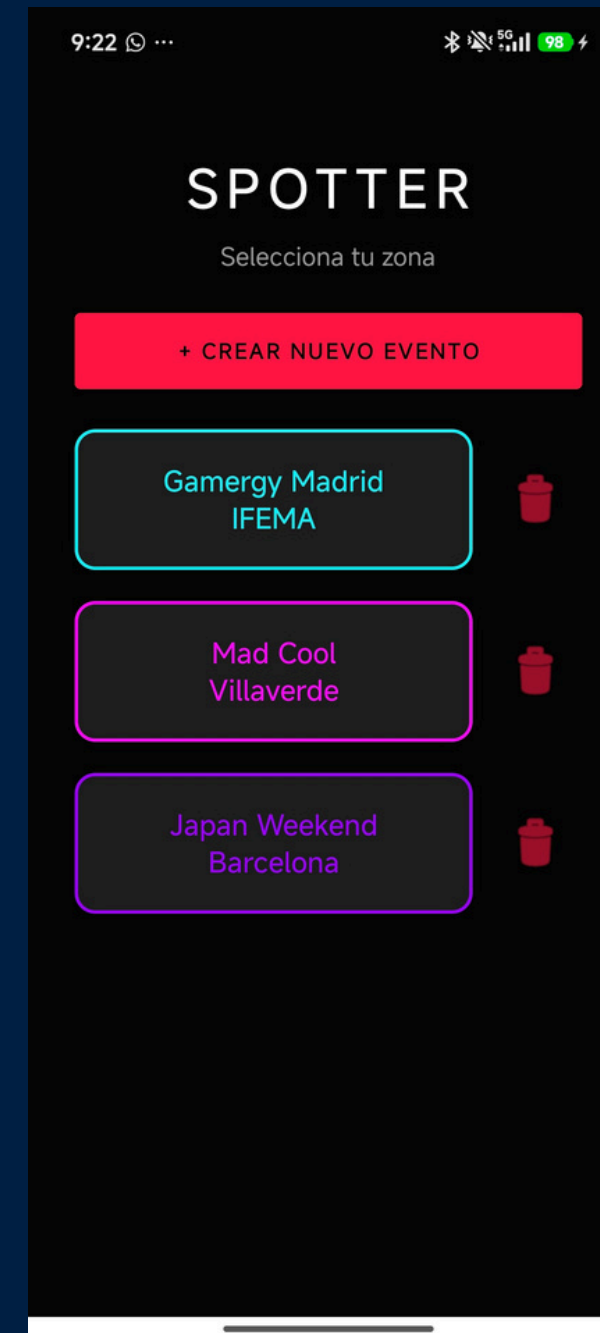 9:22
5G 98
SPOTTER
Selecciona tu zona
+ CREAR NUEVO EVENTO
Gamergy Madrid
IFEMA
Mad Cool
Villaverde
Japan Weekend
Barcelona